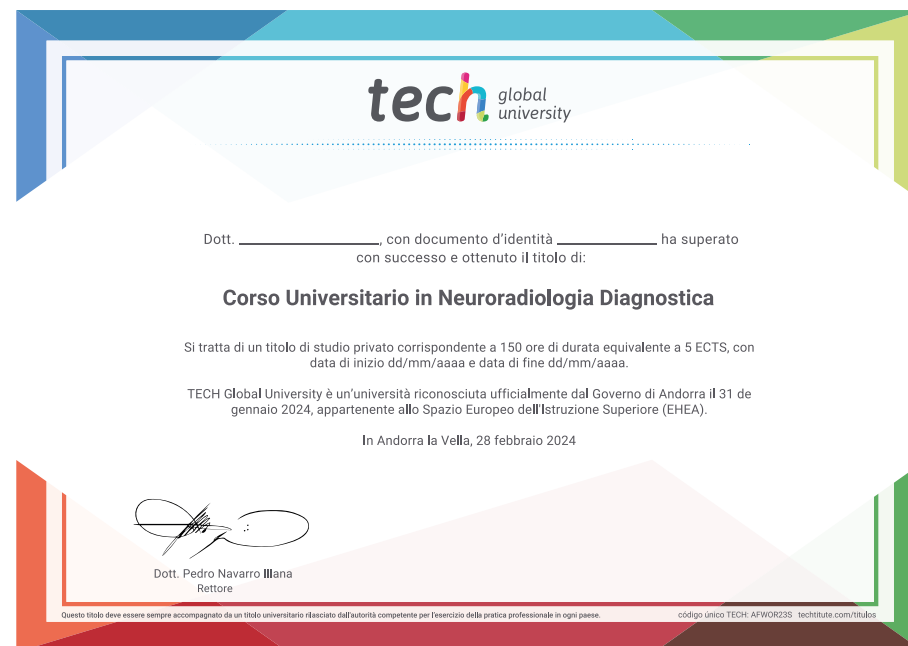 tech global university
Dott. ____________, con documento d'identità ____________ ha superato
con successo e ottenuto il titolo di:
Corso Universitario in Neuroradiologia Diagnostica
Si tratta di un titolo di studio privato corrispondente a 150 ore di durata equivalente a 5 ECTS, con
data di inizio dd/mm/aaaa e data di fine dd/mm/aaaa.
TECH Global University è un'università riconosciuta ufficialmente dal Governo di Andorra il 31 de
gennaio 2024, appartenente allo Spazio Europeo dell'Istruzione Superiore (EHEA).
In Andorra la Vella, 28 febbraio 2024
Dott. Pedro Navarro Illana
Rettore
Questo titolo deve essere sempre accompagnato da un titolo universitario rilasciato dall'autorità competente per l'esercizio della pratica professionale in ogni paese.
código único TECH: AFWOR23S techtitute.com/titulos